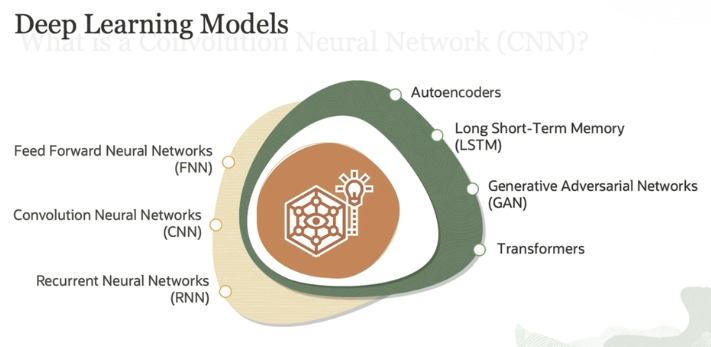 Deep Learning Models
What is a Convolution Neural Network (CNN)?
Feed Forward Neural Networks
(FNN)
Convolution Neural Networks
(CNN)
Recurrent Neural Networks
(RNN)
Autoencoders
Long Short-Term Memory
(LSTM)
Generative Adversarial Networks
(GAN)
Transformers